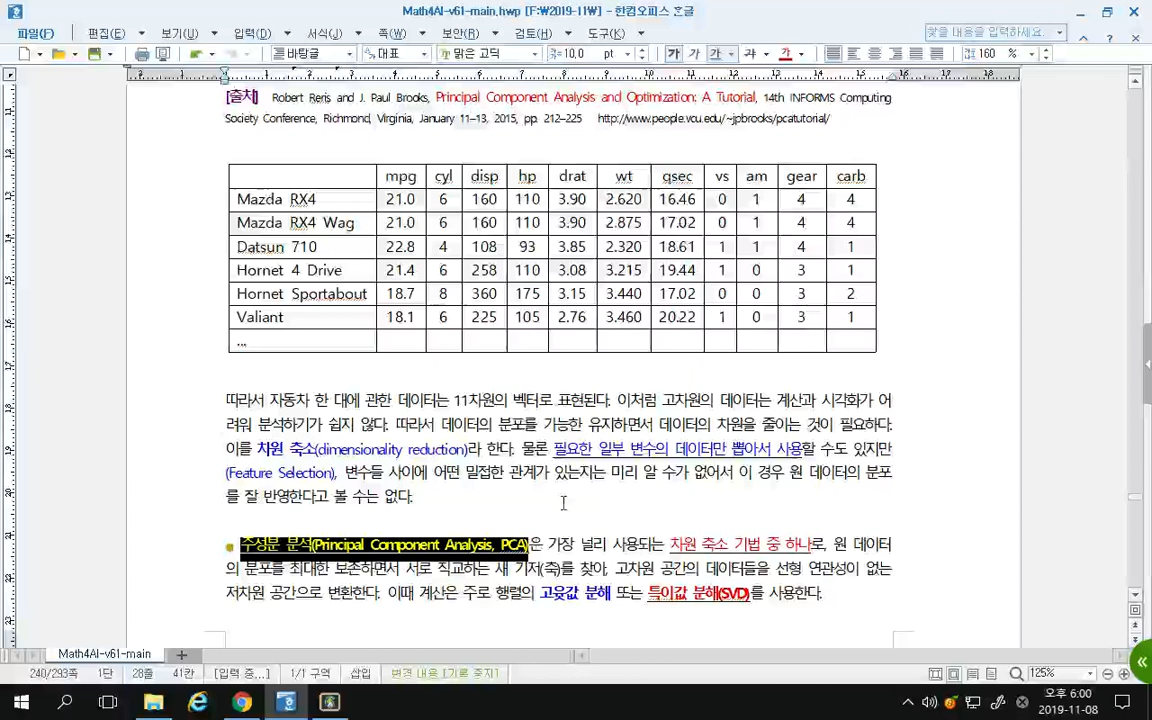 Math4AI-v61-main.hwp [F:\2019-11\] - 한컴오피스 한글
파일(F) 편집(E) 보기(U) 입력(D) 서식(J) 쪽(W) 보안(R) 검토(H) 도구(K) 찾을 내용을 입력하세요.
바탕글 대표 맑은 고딕 10.0 pt 가 가 가 가 가 160 %
[출처] Robert Reris and J. Paul Brooks, Principal Component Analysis and Optimization: A Tutorial, 14th INFORMS Computing
Society Conference, Richmond, Virginia, January 11–13, 2015, pp. 212–225 http://www.people.vcu.edu/~jpbrooks/pcatutorial/
mpg cyl disp hp drat wt qsec vs am gear carb
Mazda RX4 21.0 6 160 110 3.90 2.620 16.46 0 1 4 4
Mazda RX4 Wag 21.0 6 160 110 3.90 2.875 17.02 0 1 4 4
Datsun 710 22.8 4 108 93 3.85 2.320 18.61 1 1 4 1
Hornet 4 Drive 21.4 6 258 110 3.08 3.215 19.44 1 0 3 1
Hornet Sportabout 18.7 8 360 175 3.15 3.440 17.02 0 0 3 2
Valiant 18.1 6 225 105 2.76 3.460 20.22 1 0 3 1
...
따라서 자동차 한 대에 관한 데이터는 11차원의 벡터로 표현된다. 이처럼 고차원의 데이터는 계산과 시각화가 어
려워 분석하기가 쉽지 않다. 따라서 데이터의 분포를 가능한 유지하면서 데이터의 차원을 줄이는 것이 필요하다.
이를 차원 축소(dimensionality reduction)라 한다. 물론 필요한 일부 변수의 데이터만 뽑아서 사용할 수도 있지만
(Feature Selection), 변수들 사이에 어떤 밀접한 관계가 있는지는 미리 알 수가 없어서 이 경우 원 데이터의 분포
를 잘 반영한다고 볼 수는 없다.
주성분 분석(Principal Component Analysis, PCA)은 가장 널리 사용되는 차원 축소 기법 중 하나로, 원 데이터
의 분포를 최대한 보존하면서 서로 직교하는 새 기저(축)를 찾아, 고차원 공간의 데이터들을 선형 연관성이 없는
저차원 공간으로 변환한다. 이때 계산은 주로 행렬의 고윳값 분해 또는 특이값 분해(SVD)를 사용한다.
Math4AI-v61-main
240/293쪽 1단 28줄 41칸 [입력 중...] 1/1 구역 삽입 변경 내용 [기록 중지] 125%
오후 6:00
2019-11-08